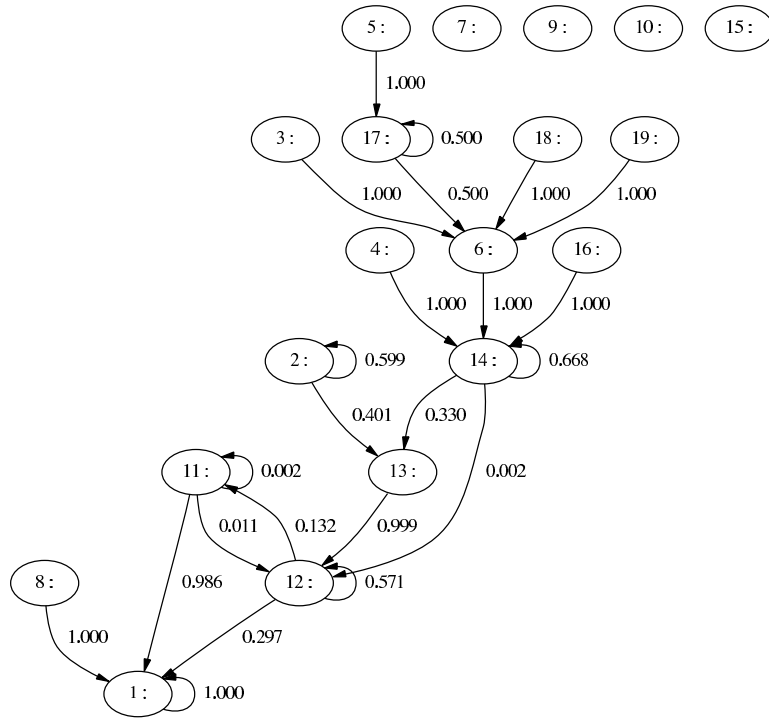 5 : 7 : 9 : 10 : 15 :
1.000
3 : 17 : 0.500 18 : 19 :
1.000 0.500 1.000 1.000
4 : 6 : 16 :
1.000 1.000 1.000
2 : 0.599 14 : 0.668
0.401 0.330
11 : 0.002 13 : 0.002
0.011 0.132 0.999
8 : 0.986 12 : 0.571
1.000 0.297
1 : 1.000